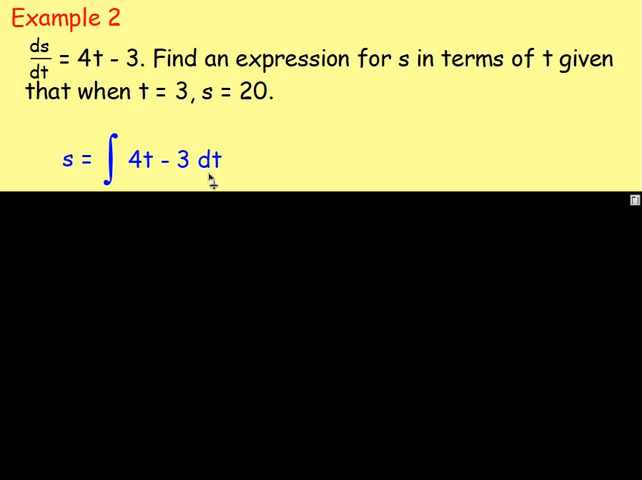 Example 2
ds/dt = 4t - 3. Find an expression for s in terms of t given
that when t = 3, s = 20.
s = ∫ 4t - 3 dt